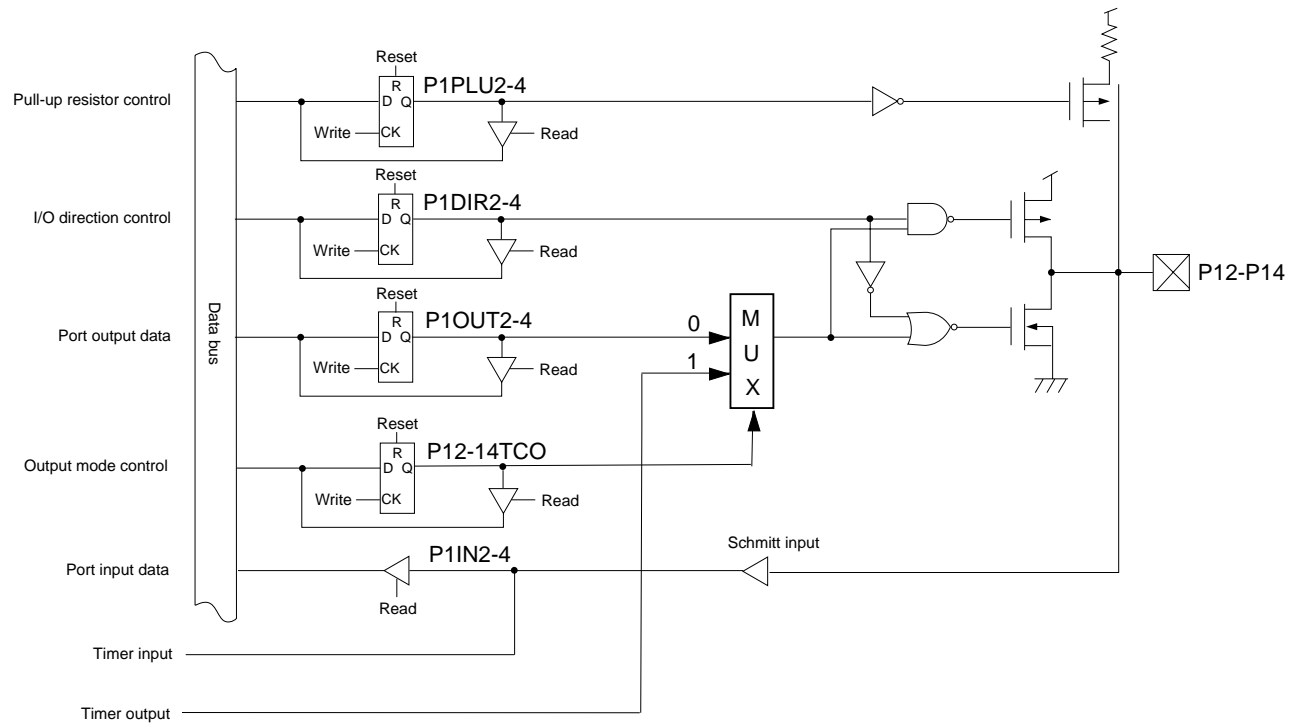 Reset
Pull-up resistor control
R
D Q
P1PLU2-4
Write
CK
Read
Reset
I/O direction control
R
D Q
P1DIR2-4
Write
CK
Read
P12-P14
Reset
Port output data
R
D Q
P1OUT2-4
Write
CK
Read
0
1
M
U
X
Data bus
Reset
Output mode control
R
D Q
P12-14TCO
Write
CK
Read
Port input data
P1IN2-4
Read
Schmitt input
Timer input
Timer output